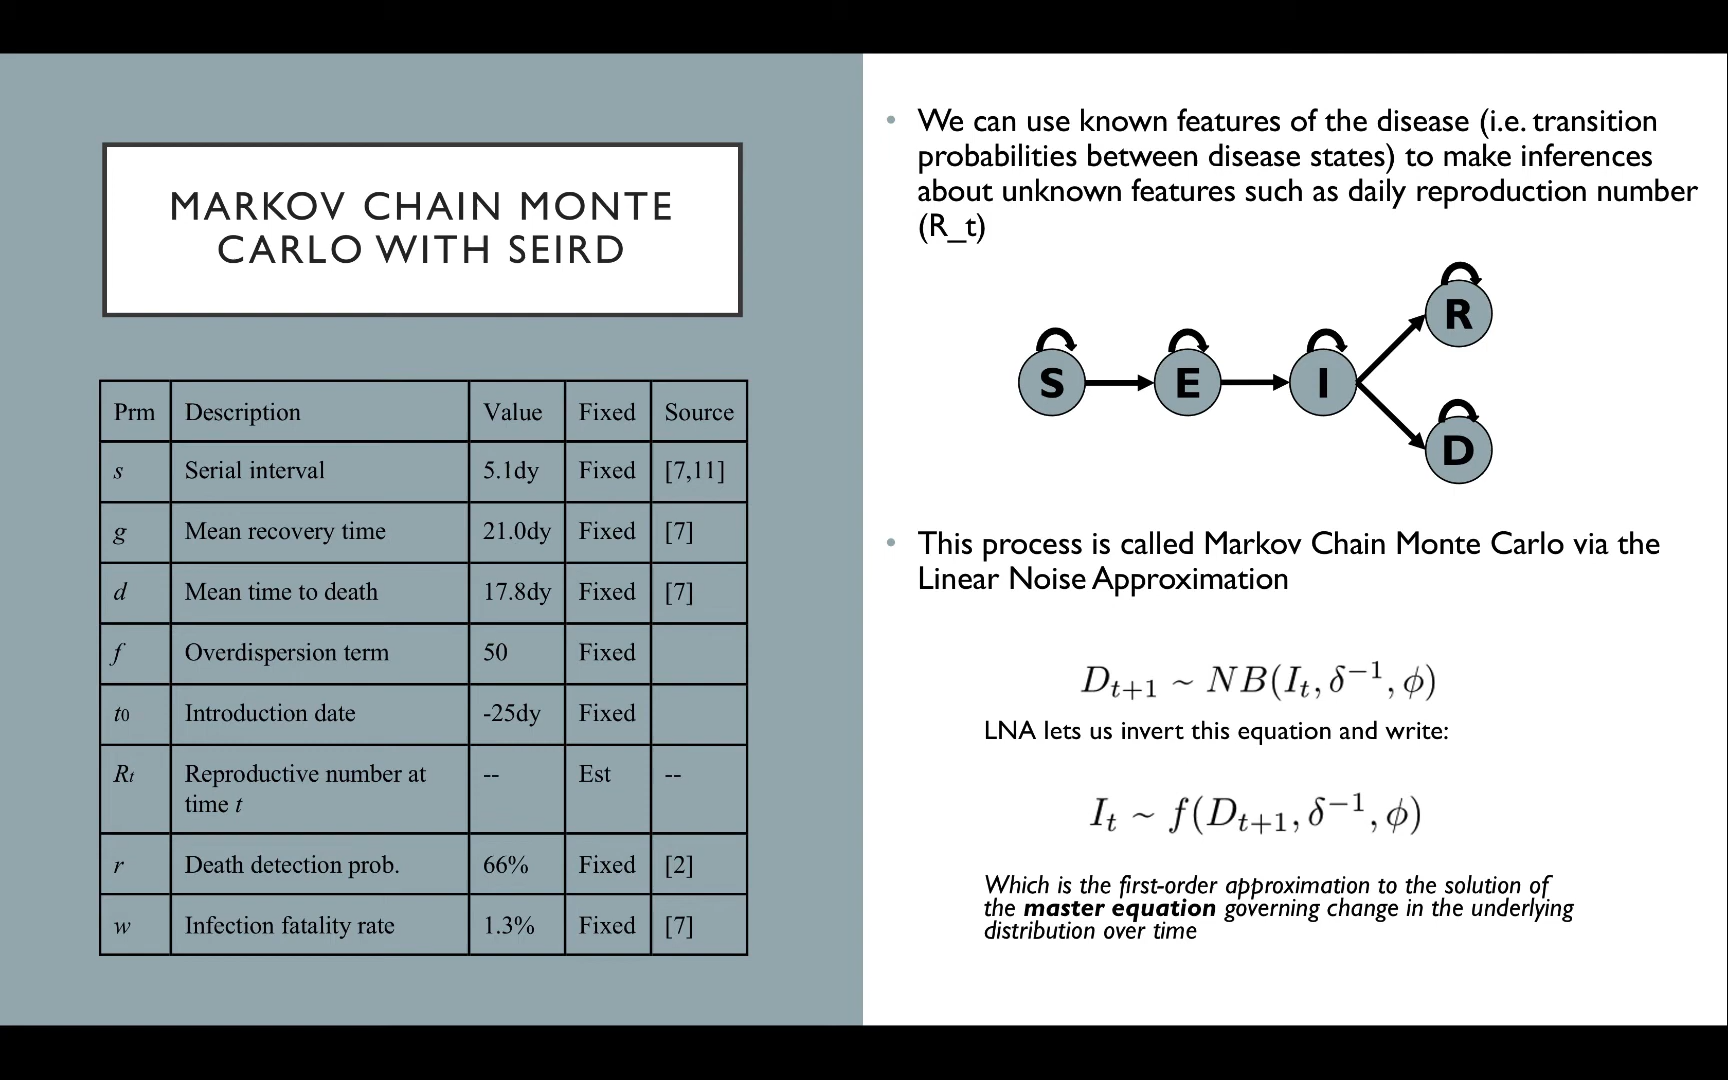 MARKOV CHAIN MONTE
CARLO WITH SEIRD
Prm Description Value Fixed Source
s Serial interval 5.1dy Fixed [7,11]
g Mean recovery time 21.0dy Fixed [7]
d Mean time to death 17.8dy Fixed [7]
f Overdispersion term 50 Fixed
t0 Introduction date -25dy Fixed
Rt Reproductive number at -- Est --
time t
r Death detection prob. 66% Fixed [2]
w Infection fatality rate 1.3% Fixed [7]
• We can use known features of the disease (i.e. transition
probabilities between disease states) to make inferences
about unknown features such as daily reproduction number
(R_t)
R
S E I
D
• This process is called Markov Chain Monte Carlo via the
Linear Noise Approximation
D_{t+1} ~ NB(I_t, δ^{-1}, ϕ)
LNA lets us invert this equation and write:
I_t ~ f(D_{t+1}, δ^{-1}, ϕ)
Which is the first-order approximation to the solution of
the master equation governing change in the underlying
distribution over time